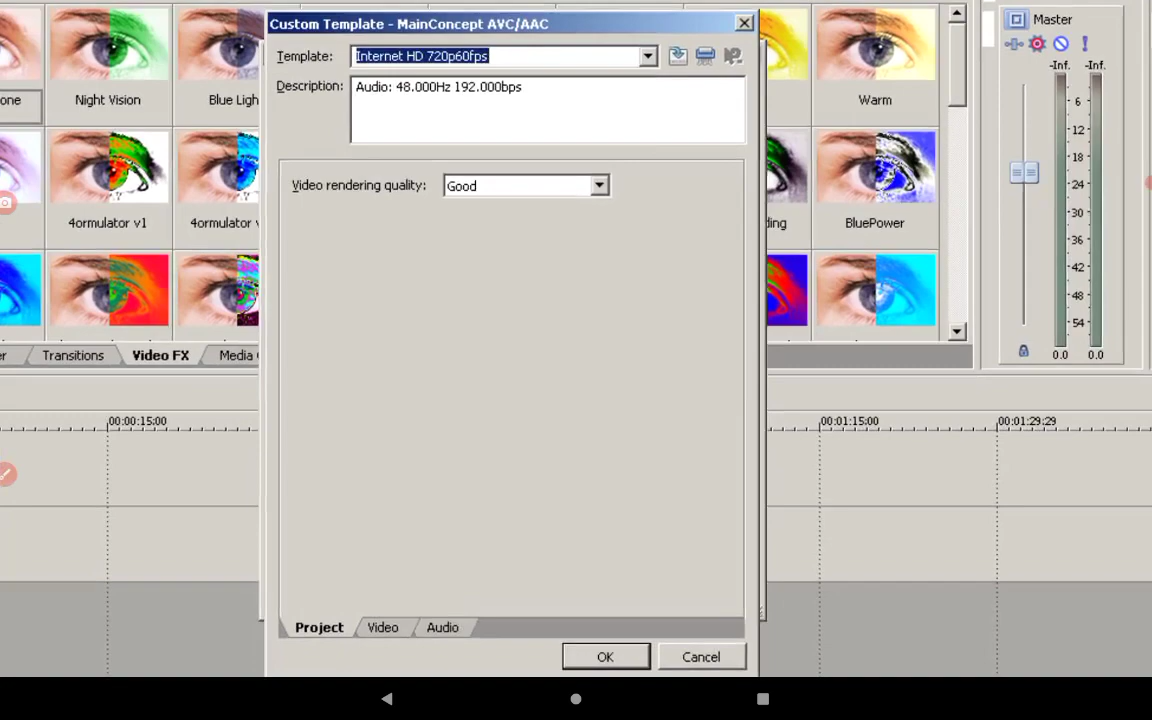 Custom Template - MainConcept AVC/AAC
Template: Internet HD 720p60fps
Description: Audio: 48.000Hz 192.000bps
Video rendering quality: Good
Project Video Audio
OK Cancel
one
Night Vision
Blue Ligh
Warm
4ormulator v1
4ormulator v
ding
BluePower
er
Transitions
Video FX
Media
Master
-Inf. -Inf.
6
12
18
24
30
36
42
48
54
0.0 0.0
00:00:15:00
00:01:15:00
00:01:29:29